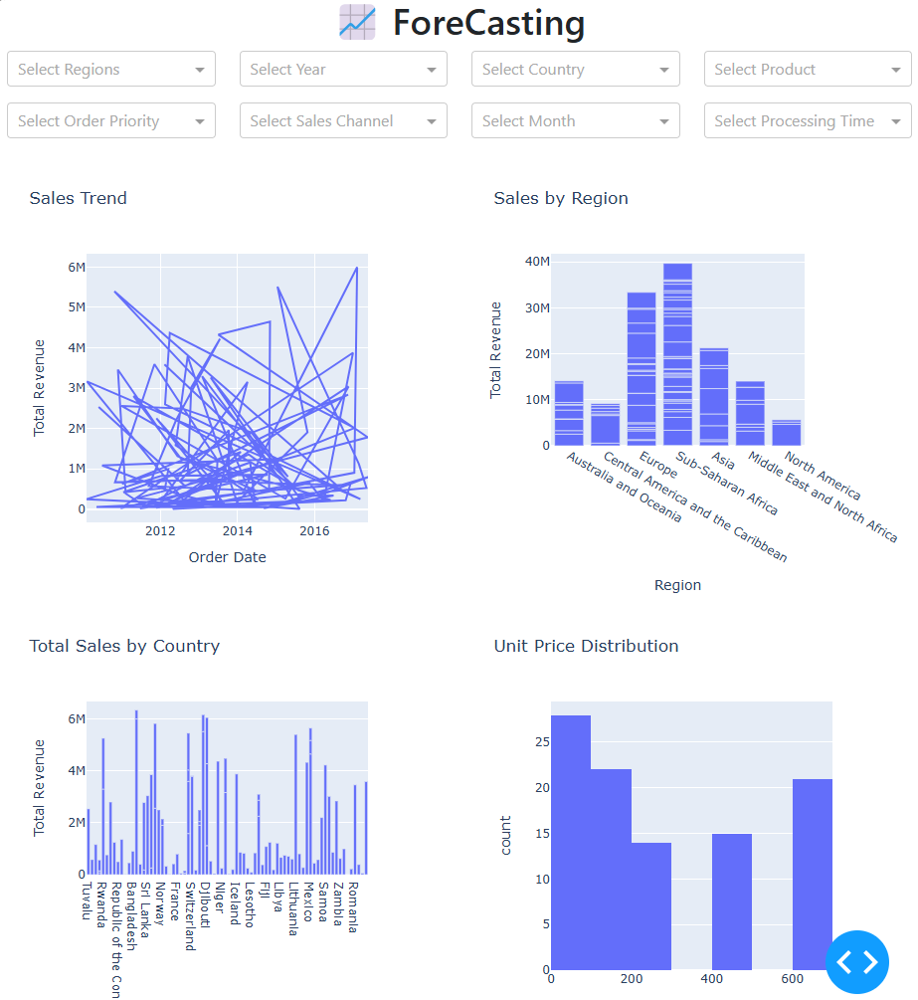 ForeCasting
Select Regions
Select Year
Select Country
Select Product
Select Order Priority
Select Sales Channel
Select Month
Select Processing Time
Sales Trend
6M
5M
4M
3M
2M
1M
0
Total Revenue
2012
2014
2016
Order Date
Sales by Region
40M
30M
20M
10M
0
Total Revenue
Australia and Oceania
Central America and the Caribbean
Europe
Sub-Saharan Africa
Asia
Middle East and North Africa
North America
Region
Total Sales by Country
6M
4M
2M
0
Total Revenue
Tuvalu
Rwanda
Republic of the Con
Bangladesh
Sri Lanka
Norway
France
Switzerland
Djibouti
Niger
Iceland
Lesotho
Fiji
Libya
Lithuania
Mexico
Samoa
Zambia
Romania
Unit Price Distribution
25
20
15
10
5
0
count
0
200
400
600